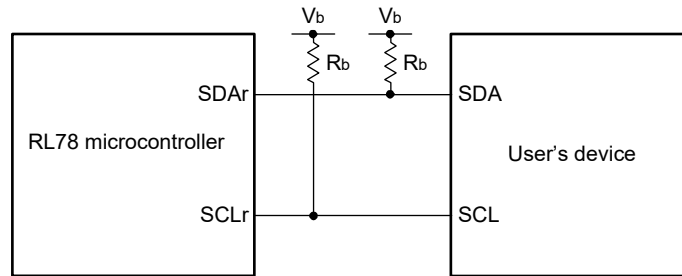 Vb Vb
Rb Rb
SDAr SDA
RL78 microcontroller User’s device
SCLr SCL